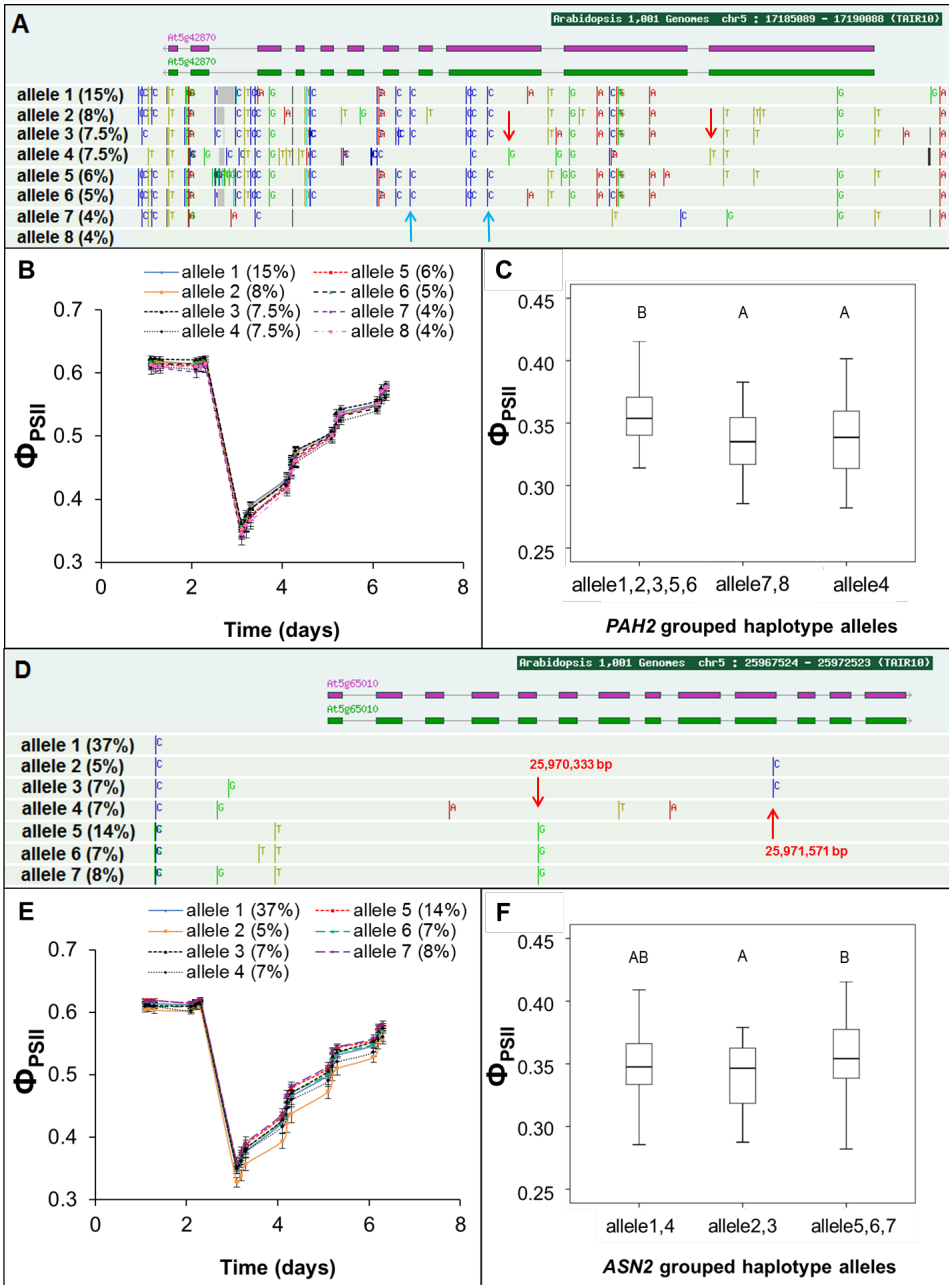 A
Arabidopsis 1,001 Genomes chr5 : 17185089 - 17190088 (TAIR10)
At5g42870
At5g42870
allele 1 (15%)
allele 2 (8%)
allele 3 (7.5%)
allele 4 (7.5%)
allele 5 (6%)
allele 6 (5%)
allele 7 (4%)
allele 8 (4%)
B
allele 1 (15%)
allele 5 (6%)
allele 2 (8%)
allele 6 (5%)
allele 3 (7.5%)
allele 7 (4%)
allele 4 (7.5%)
allele 8 (4%)
0.7
0.6
0.5
0.4
0.3
ΦPSII
0 2 4 6 8
Time (days)
C
0.45
0.40
0.35
0.30
0.25
ΦPSII
B A A
allele1,2,3,5,6 allele7,8 allele4
PAH2 grouped haplotype alleles
D
Arabidopsis 1,001 Genomes chr5 : 25967524 - 25972523 (TAIR10)
At5g65010
At5g65010
allele 1 (37%) C
allele 2 (5%) C C
25,970,333 bp
allele 3 (7%) C G C
allele 4 (7%) C G A T A
allele 5 (14%) T G
allele 6 (7%) T T G
25,971,571 bp
allele 7 (8%) G T G
E
allele 1 (37%)
allele 5 (14%)
allele 2 (5%)
allele 6 (7%)
allele 3 (7%)
allele 7 (8%)
allele 4 (7%)
0.7
0.6
0.5
0.4
0.3
ΦPSII
0 2 4 6 8
Time (days)
F
0.45
0.40
0.35
0.30
0.25
ΦPSII
AB A B
allele1,4 allele2,3 allele5,6,7
ASN2 grouped haplotype alleles